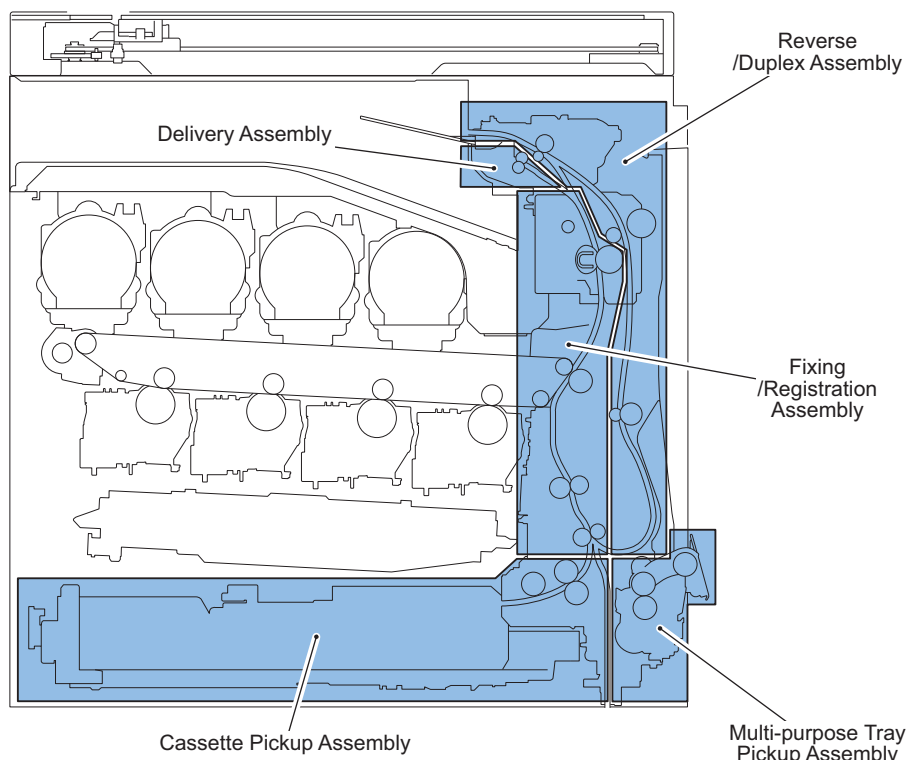 Reverse
/Duplex Assembly
Delivery Assembly
Fixing
/Registration
Assembly
Cassette Pickup Assembly
Multi-purpose Tray
Pickup Assembly